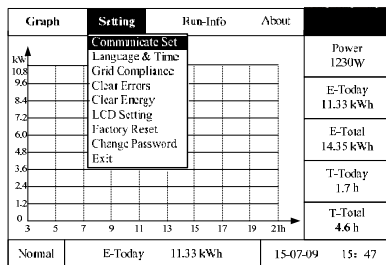 Graph Setting Run-Info About
Communicate Set
Language & Time
Grid Compliance
Clear Errors
Clear Energy
LCD Setting
Factory Reset
Change Password
Exit
kW
10.8
9.6
8.4
7.2
6.0
4.8
3.6
2.4
1.2
0
3 5 7 9 11 13 15 17 19 21h
Power
1230W
E-Today
11.33 kWh
E-Total
14.35 kWh
T-Today
1.7 h
T-Total
4.6 h
Normal E-Today 11.33 kWh 15-07-09 15: 47